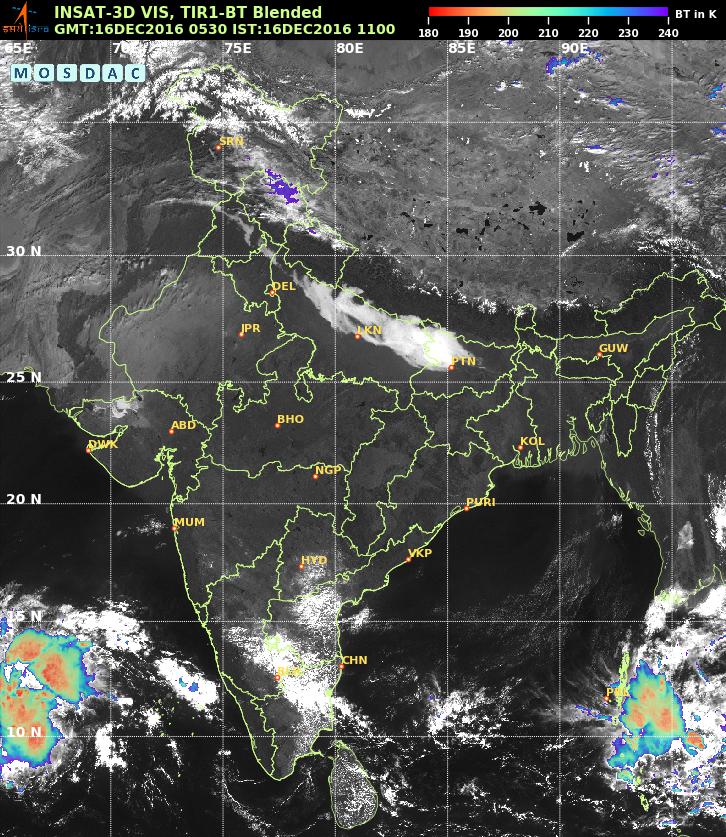 INSAT-3D VIS, TIR1-BT Blended
GMT:16DEC2016 0530 IST:16DEC2016 1100
BT in K
180 190 200 210 220 230 240
65E 70E 75E 80E 85E 90E
MOSDAC
SRN
30 N
DEL
JPR
LKN
GUW
PTN
25 N
ABD
BHO
DWK
KOL
NGP
20 N
PURI
MUM
VKP
HYD
15 N
CHN
10 N